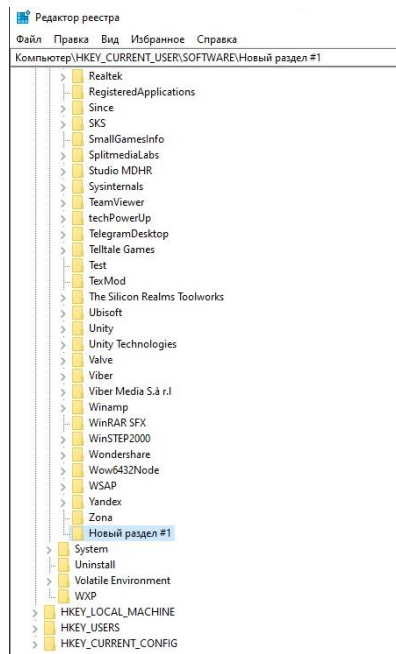 Редактор реестра
Файл Правка Вид Избранное Справка
Компьютер\HKEY_CURRENT_USER\SOFTWARE\Новый раздел #1
Realtek
RegisteredApplications
Since
SKS
SmallGamesInfo
SplitmediaLabs
Studio MDHR
Sysinternals
TeamViewer
techPowerUp
TelegramDesktop
Telltale Games
Test
TexMod
The Silicon Realms Toolworks
Ubisoft
Unity
Unity Technologies
Valve
Viber
Viber Media S.à r.l
Winamp
WinRAR SFX
WinSTEP2000
Wondershare
Wow6432Node
WSAP
Yandex
Zona
Новый раздел #1
System
Uninstall
Volatile Environment
WXP
HKEY_LOCAL_MACHINE
HKEY_USERS
HKEY_CURRENT_CONFIG